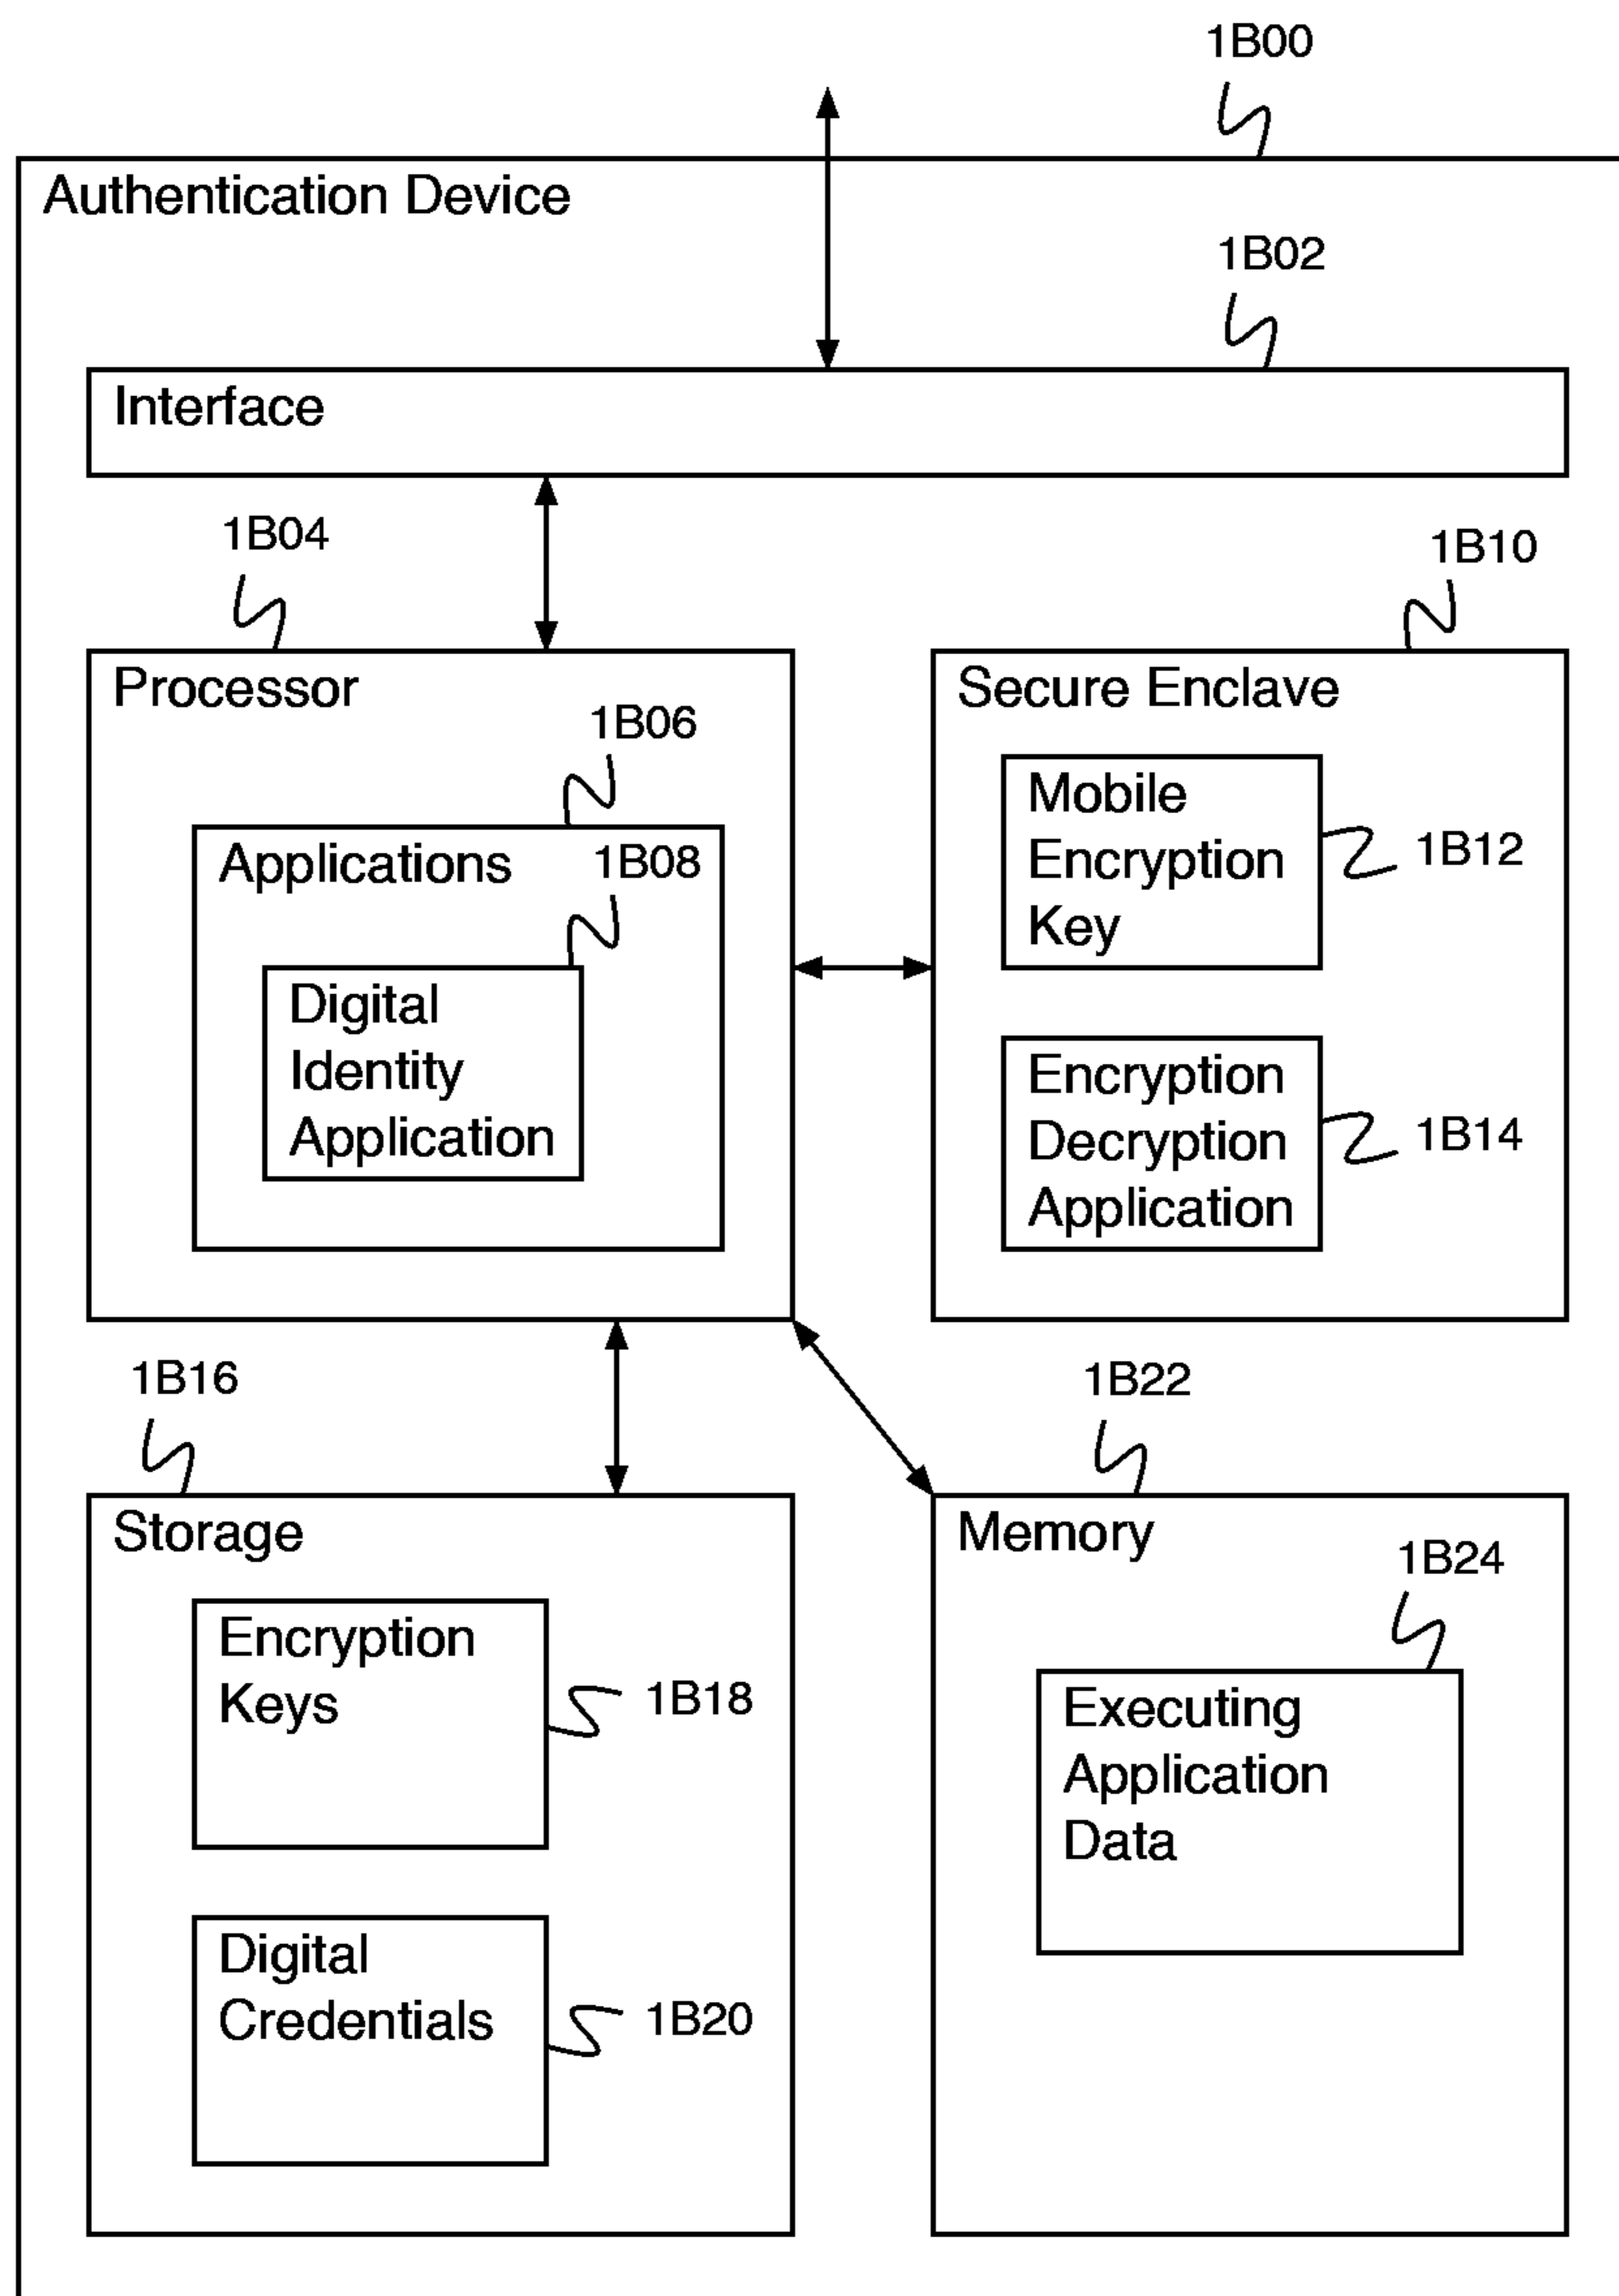 1B00
Authentication Device
1B02
Interface
1B04
1B10
Processor
Secure Enclave
1B06
Mobile
Encryption
Key
1B12
Applications
1B08
Digital
Identity
Application
Encryption
Decryption
Application
1B14
1B16
1B22
Storage
Memory
1B24
Encryption
Keys
1B18
Executing
Application
Data
Digital
Credentials
1B20